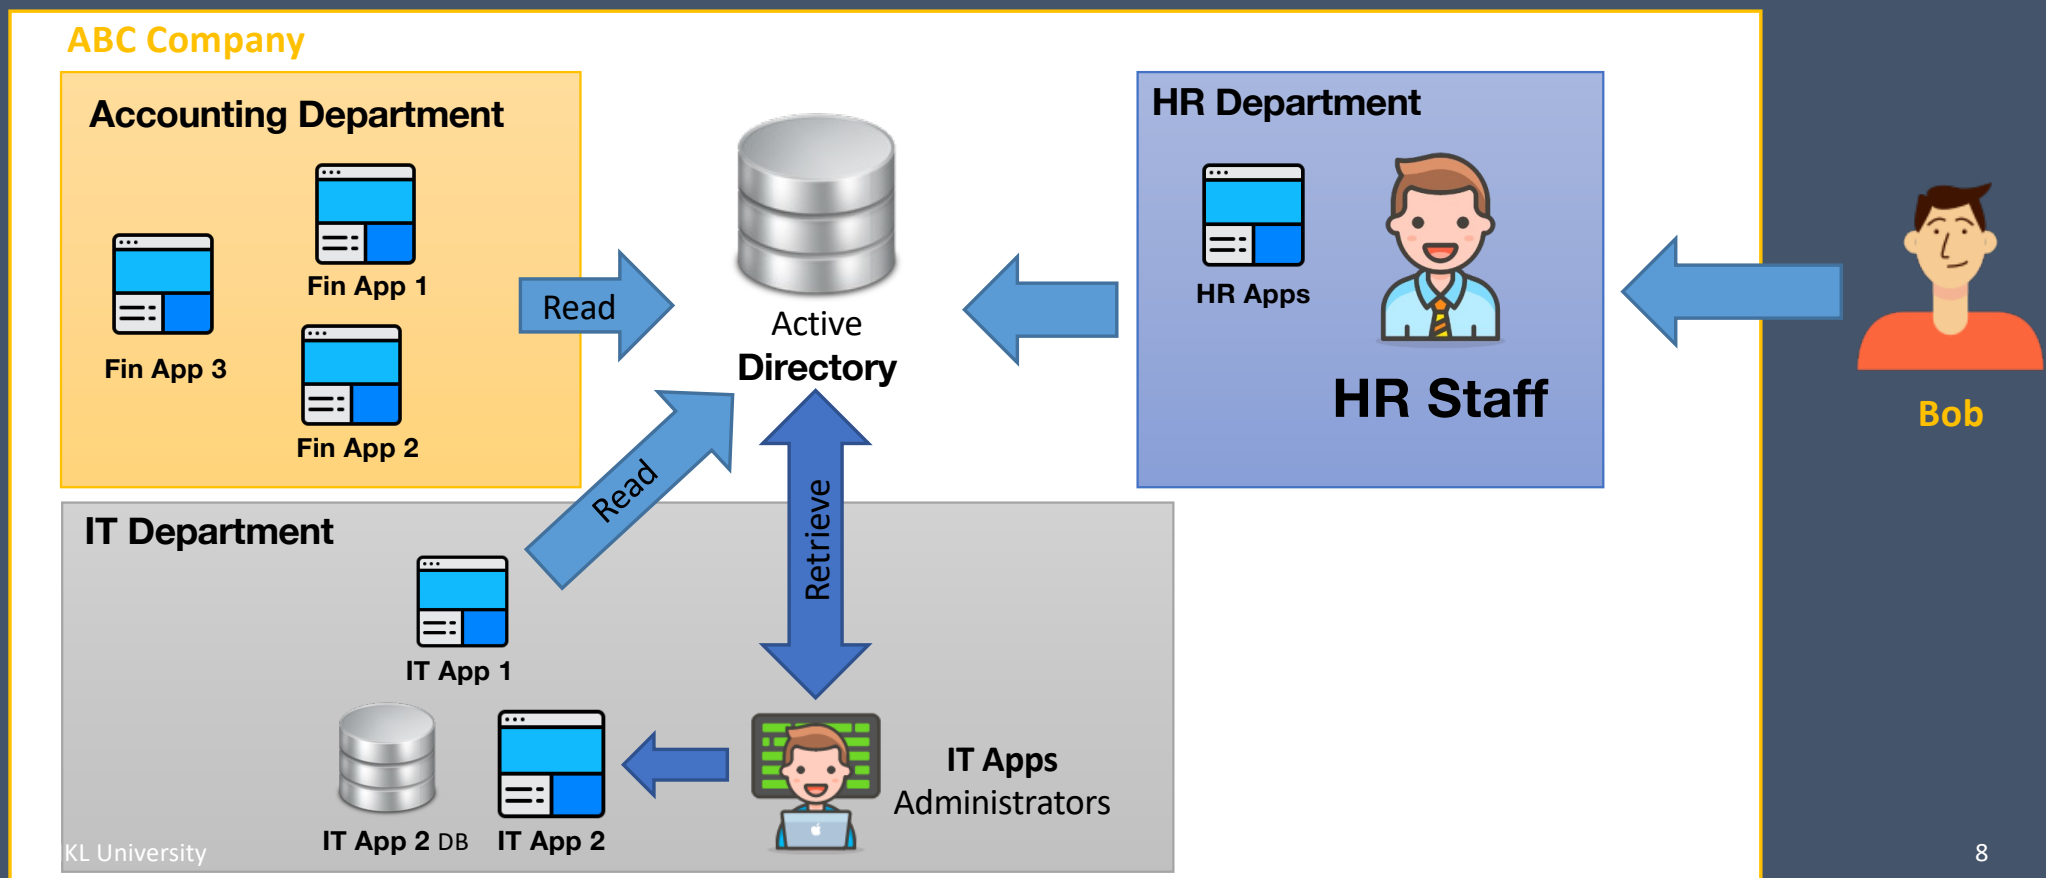 ABC Company
Accounting Department
Fin App 1
Fin App 3
Fin App 2
Read
Active
Directory
HR Department
HR Apps
HR Staff
Bob
IT Department
Read
Retrieve
IT App 1
IT App 2 DB
IT App 2
IT Apps
Administrators
KL University
8